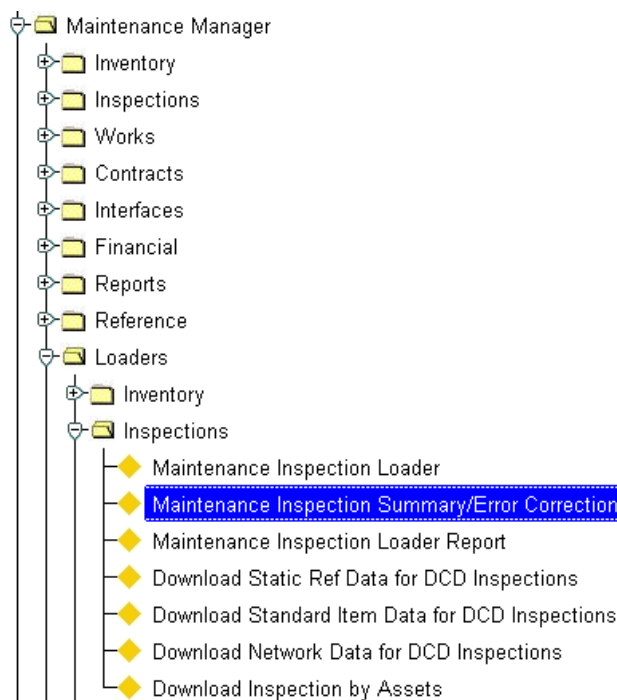 Maintenance Manager
Inventory
Inspections
Works
Contracts
Interfaces
Financial
Reports
Reference
Loaders
Inventory
Inspections
Maintenance Inspection Loader
Maintenance Inspection Summary/Error Correction
Maintenance Inspection Loader Report
Download Static Ref Data for DCD Inspections
Download Standard Item Data for DCD Inspections
Download Network Data for DCD Inspections
Download Inspection by Assets